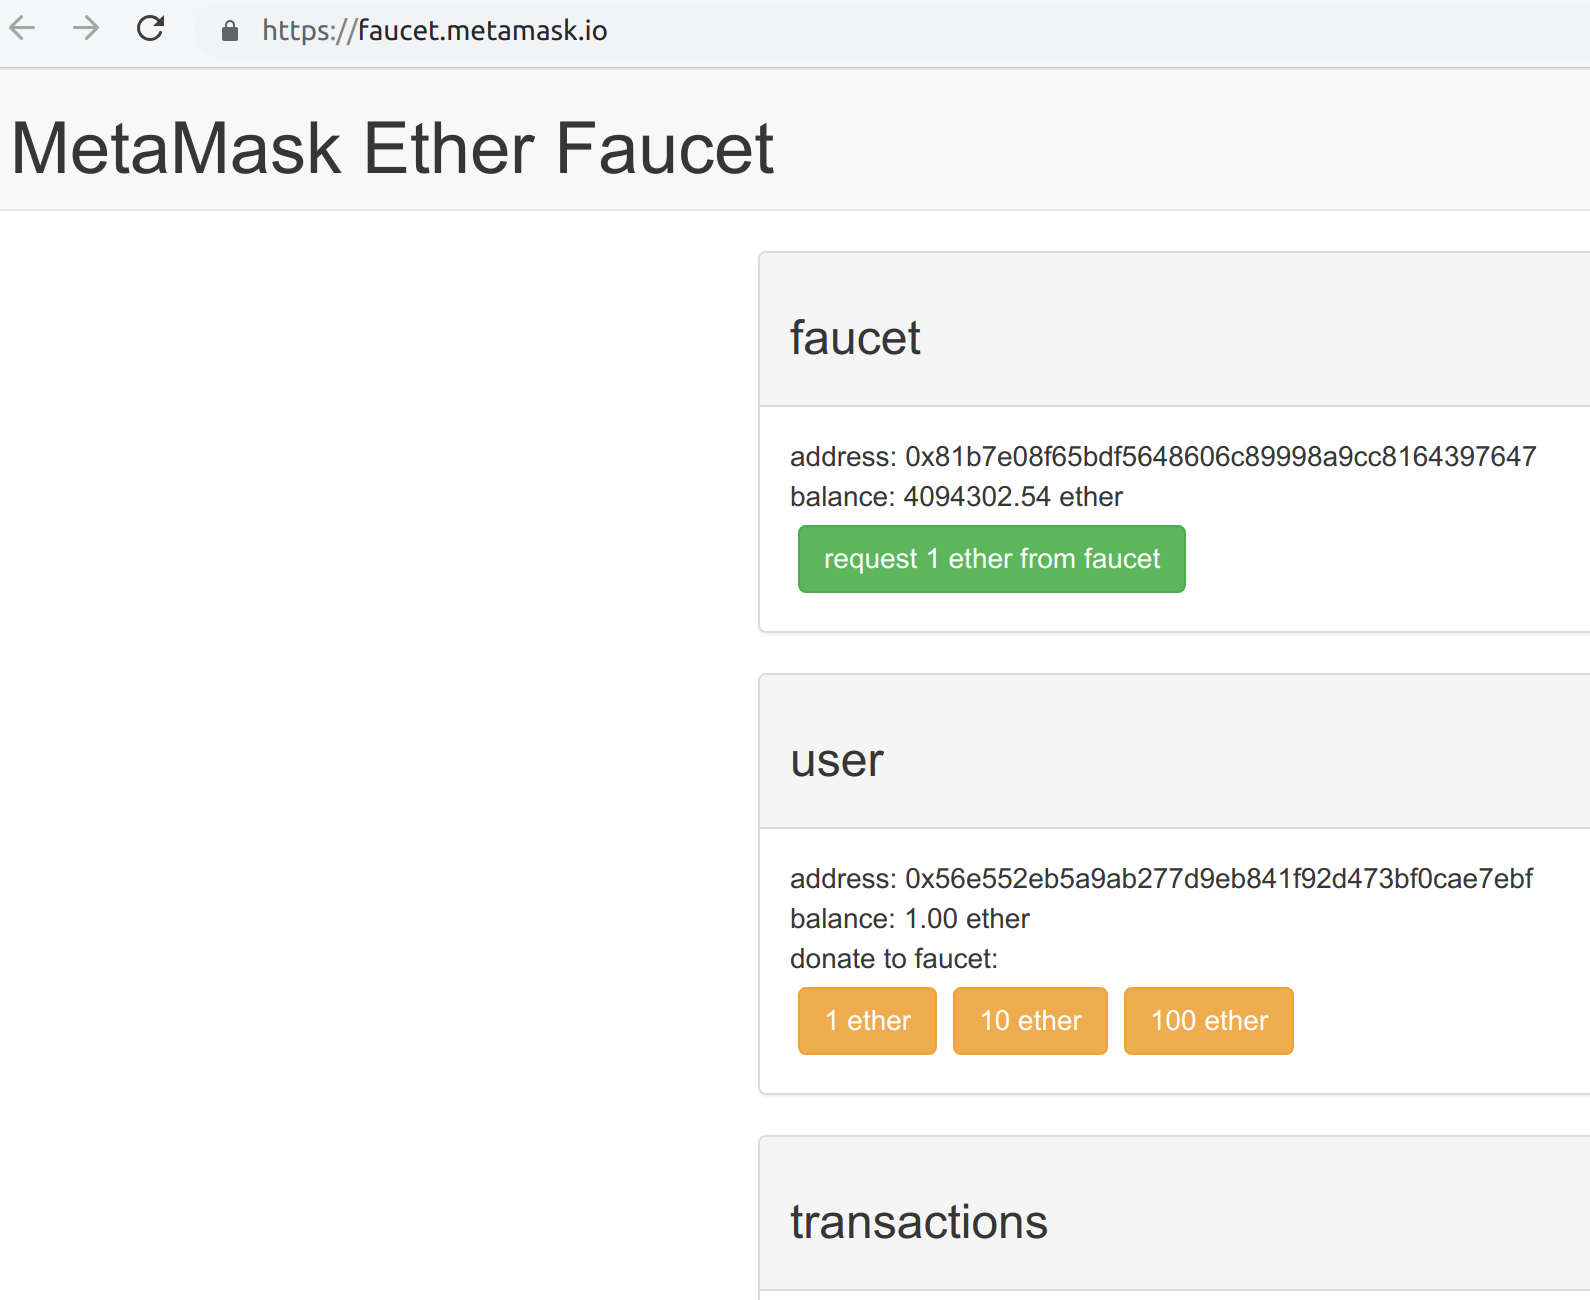 https://faucet.metamask.io
MetaMask Ether Faucet
faucet
address: 0x81b7e08f65bdf5648606c89998a9cc8164397647
balance: 4094302.54 ether
request 1 ether from faucet
user
address: 0x56e552eb5a9ab277d9eb841f92d473bf0cae7ebf
balance: 1.00 ether
donate to faucet:
1 ether 10 ether 100 ether
transactions